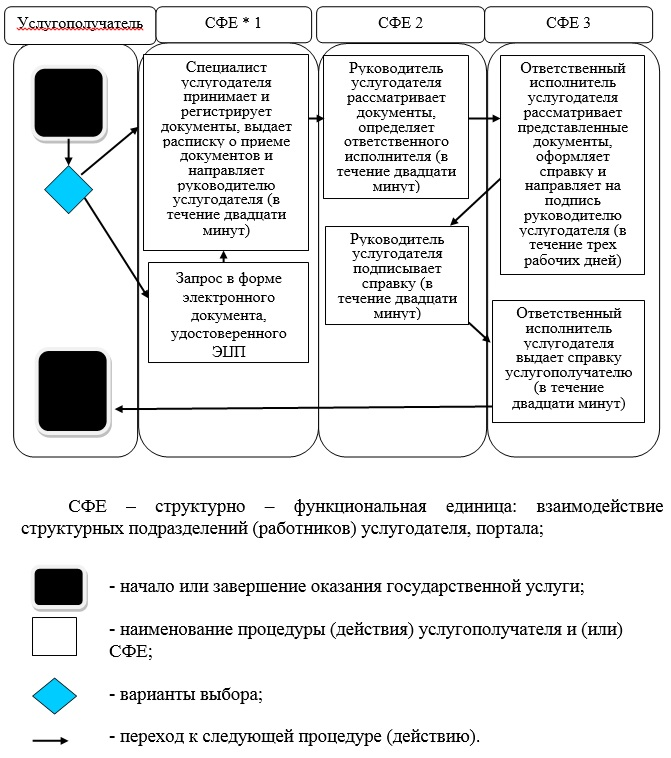 Услугополучатель
СФЕ * 1
СФЕ 2
СФЕ 3
Специалист
услугодателя
принимает и
регистрирует
документы, выдает
расписку о приеме
документов и
направляет
руководителю
услугодателя (в
течение двадцати
минут)
Запрос в форме
электронного
документа,
удостоверенного
ЭЦП
Руководитель
услугодателя
рассматривает
документы,
определяет
ответственного
исполнителя (в
течение двадцати
минут)
Руководитель
услугодателя
подписывает
справку (в
течение двадцати
минут)
Ответственный
исполнитель
услугодателя
рассматривает
представленные
документы,
оформляет
справку и
направляет на
подпись
руководителю
услугодателя (в
течение трех
рабочих дней)
Ответственный
исполнитель
услугодателя
выдает справку
услугополучателю
(в течение
двадцати минут)
СФЕ – структурно – функциональная единица: взаимодействие
структурных подразделений (работников) услугодателя, портала;
- начало или завершение оказания государственной услуги;
- наименование процедуры (действия) услугополучателя и (или)
СФЕ;
- варианты выбора;
- переход к следующей процедуре (действию).